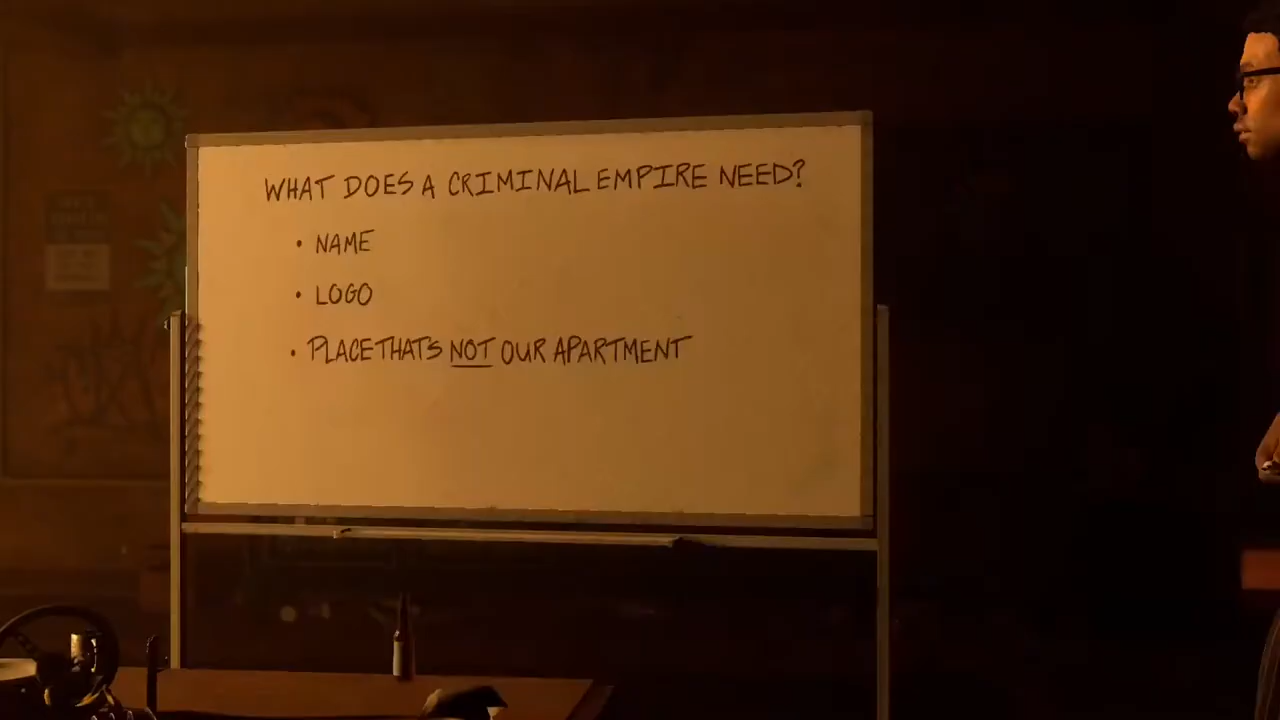 WHAT DOES A CRIMINAL EMPIRE NEED?
• NAME
• LOGO
• PLACE THAT'S NOT OUR APARTMENT